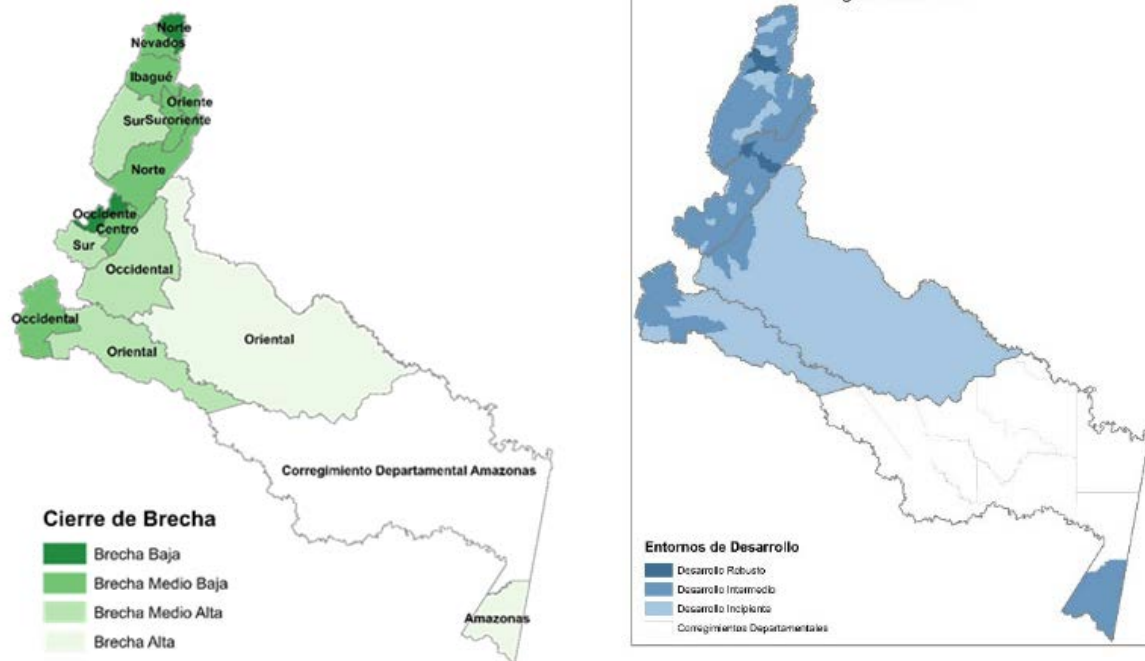 Norte
Nevados
Ibagué
Oriente
Sur
Suroriente
Norte
Occidente
Centro
Sur
Occidental
Occidental
Oriental
Oriental
Corregimiento Departamental Amazonas
Amazonas
Cierre de Brecha
Brecha Baja
Brecha Medio Baja
Brecha Medio Alta
Brecha Alta
Entornos de Desarrollo
Desarrollo Robusto
Desarrollo Intermedio
Desarrollo Incipiente
Corregimientos Departamentales